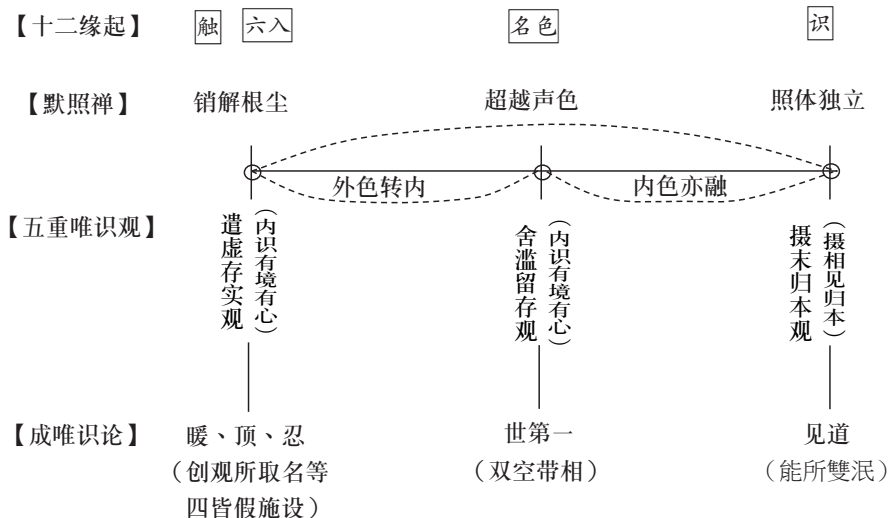 【十二缘起】 触 六入 名色 识
【默照禅】 销解根尘 超越声色 照体独立
外色转内 内色亦融
【五重唯识观】
遣虚存实观
(内识有境有心)
舍滥留存观
(内识有境有心)
摄末归本观
(摄相见归本)
【成唯识论】 暖、顶、忍 世第一 见道
(创观所取名等 (双空带相) (能所雙泯)
四皆假施设)